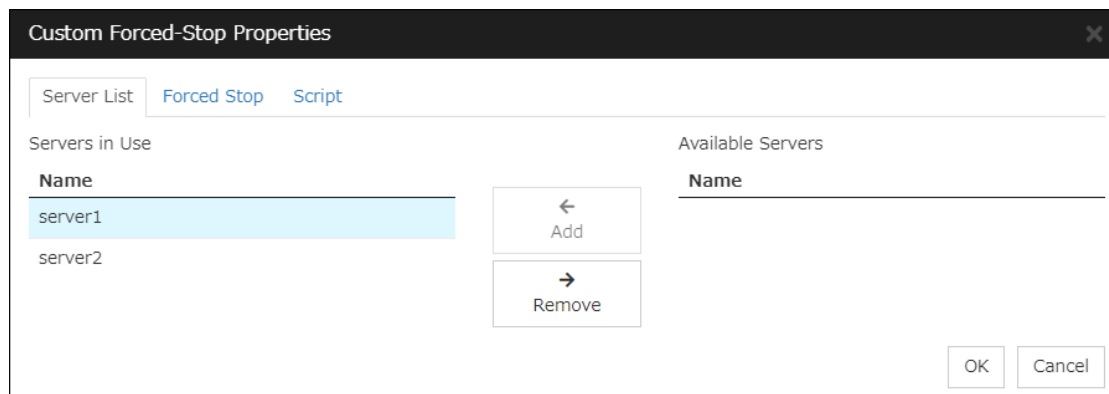 Custom Forced-Stop Properties
Server List Forced Stop Script
Servers in Use
Available Servers
Name
Name
server1
server2
Add
Remove
OK Cancel